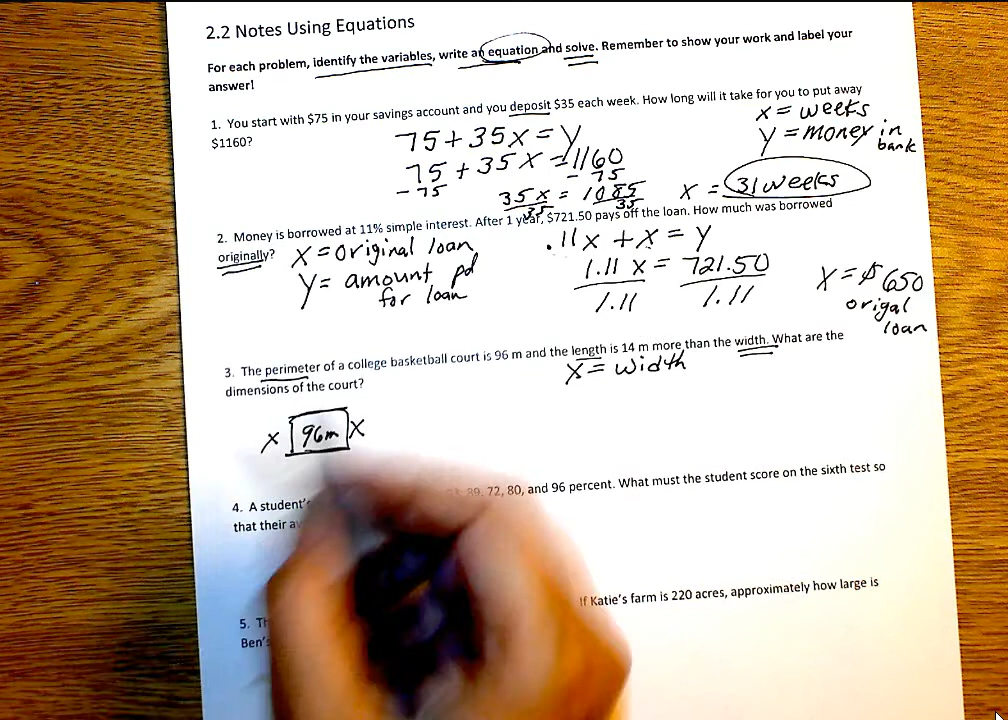 2.2 Notes Using Equations
For each problem, identify the variables, write an equation and solve. Remember to show your work and label your
answer!
1. You start with $75 in your savings account and you deposit $35 each week. How long will it take for you to put away
$1160?
75 + 35x = y
75 + 35x = 1160
- 75 - 75
35x = 1085
35 35
x = weeks
y = money in
bank
x = 31 weeks
2. Money is borrowed at 11% simple interest. After 1 year, $721.50 pays off the loan. How much was borrowed
originally?
x = original loan
y = amount pd
for loan
.11x + x = y
1.11 x = 721.50
1.11 1.11
x = $650
origal
loan
3. The perimeter of a college basketball court is 96 m and the length is 14 m more than the width. What are the
dimensions of the court?
x = width
x 96m x
4. A student's 89, 72, 80, and 96 percent. What must the student score on the sixth test so
that their
5. If Katie's farm is 220 acres, approximately how large is
Ben's